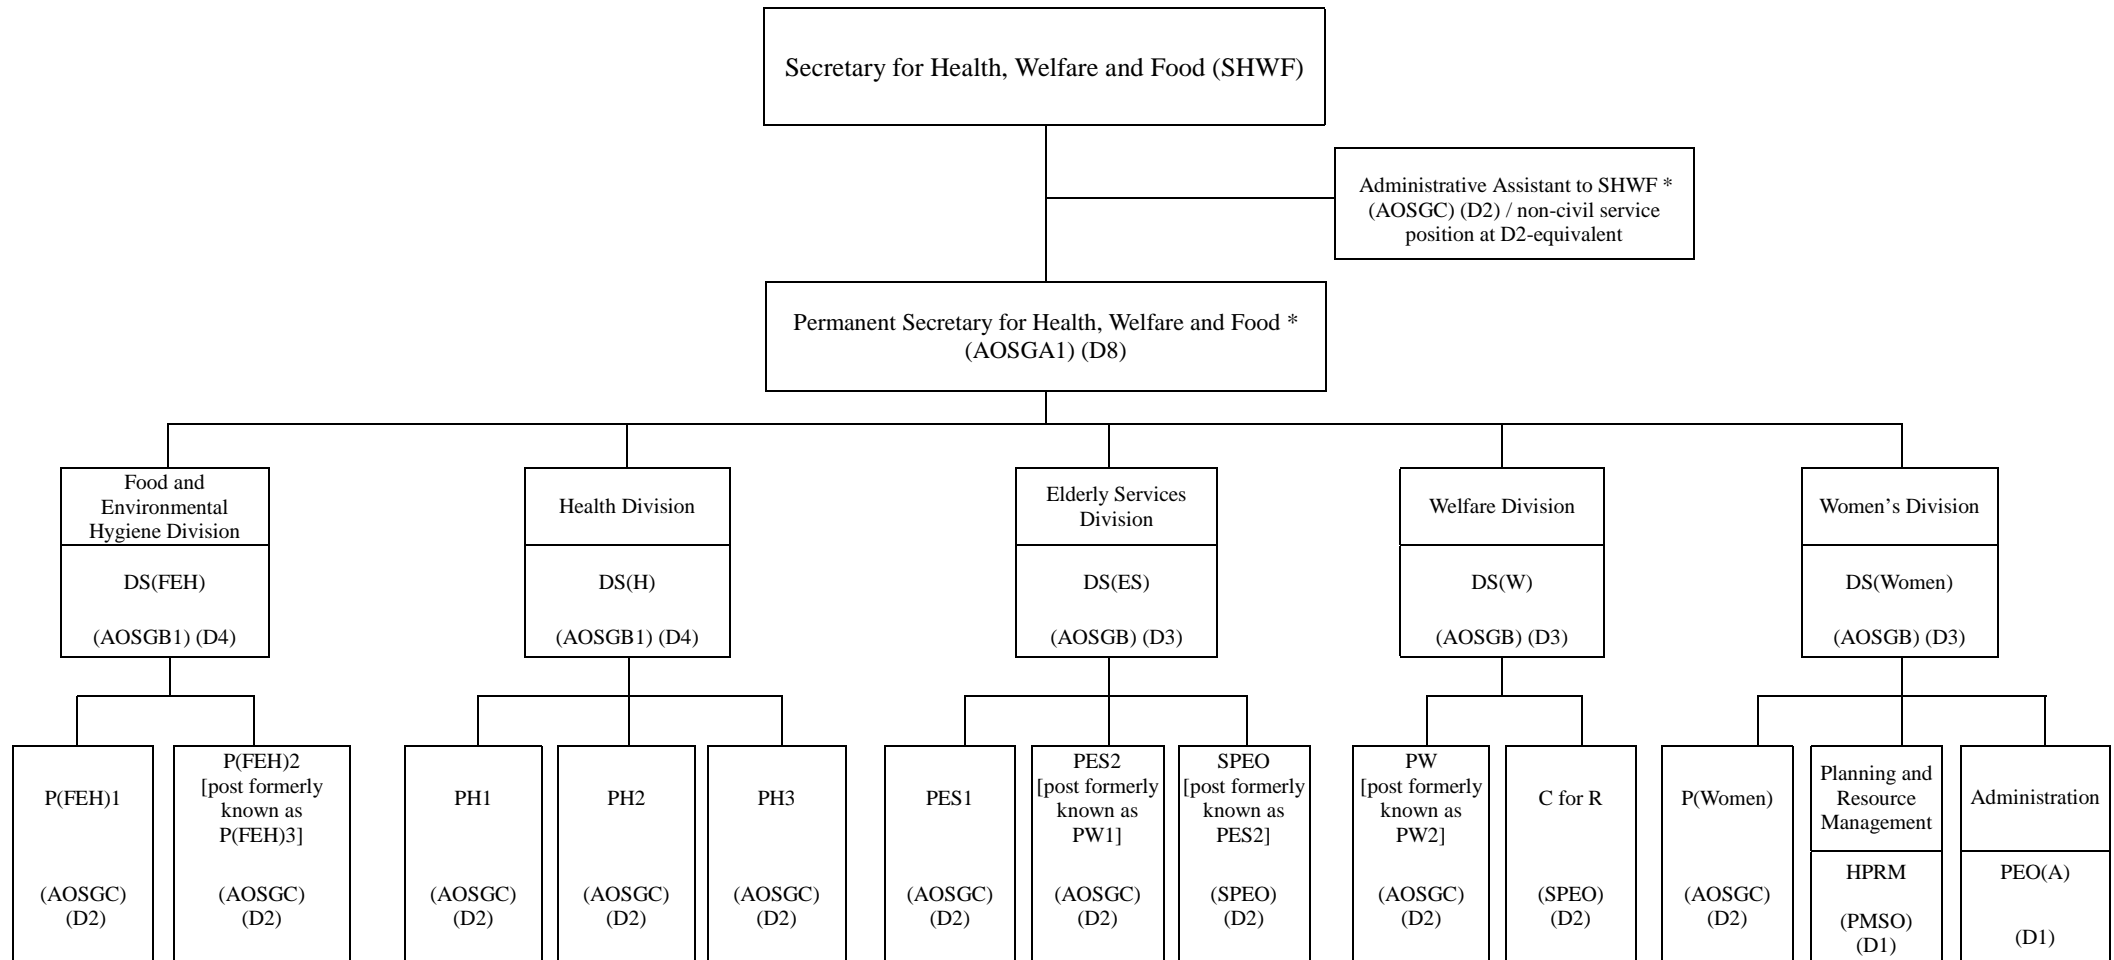 Secretary for Health, Welfare and Food (SHWF)
Administrative Assistant to SHWF *
(AOSGC) (D2) / non-civil service
position at D2-equivalent
Permanent Secretary for Health, Welfare and Food *
(AOSGA1) (D8)
Food and
Environmental
Hygiene Division
DS(FEH)
(AOSGB1) (D4)
Health Division
DS(H)
(AOSGB1) (D4)
Elderly Services
Division
DS(ES)
(AOSGB) (D3)
Welfare Division
DS(W)
(AOSGB) (D3)
Women's Division
DS(Women)
(AOSGB) (D3)
P(FEH)1
(AOSGC)
(D2)
P(FEH)2
[post formerly
known as
P(FEH)3]
(AOSGC)
(D2)
PH1
(AOSGC)
(D2)
PH2
(AOSGC)
(D2)
PH3
(AOSGC)
(D2)
PES1
(AOSGC)
(D2)
PES2
[post formerly
known as
PW1]
(AOSGC)
(D2)
SPEO
[post formerly
known as
PES2]
(SPEO)
(D2)
PW
[post formerly
known as
PW2]
(AOSGC)
(D2)
C for R
(SPEO)
(D2)
P(Women)
(AOSGC)
(D2)
Planning and
Resource
Management
HPRM
(PMSO)
(D1)
Administration
PEO(A)
(D1)